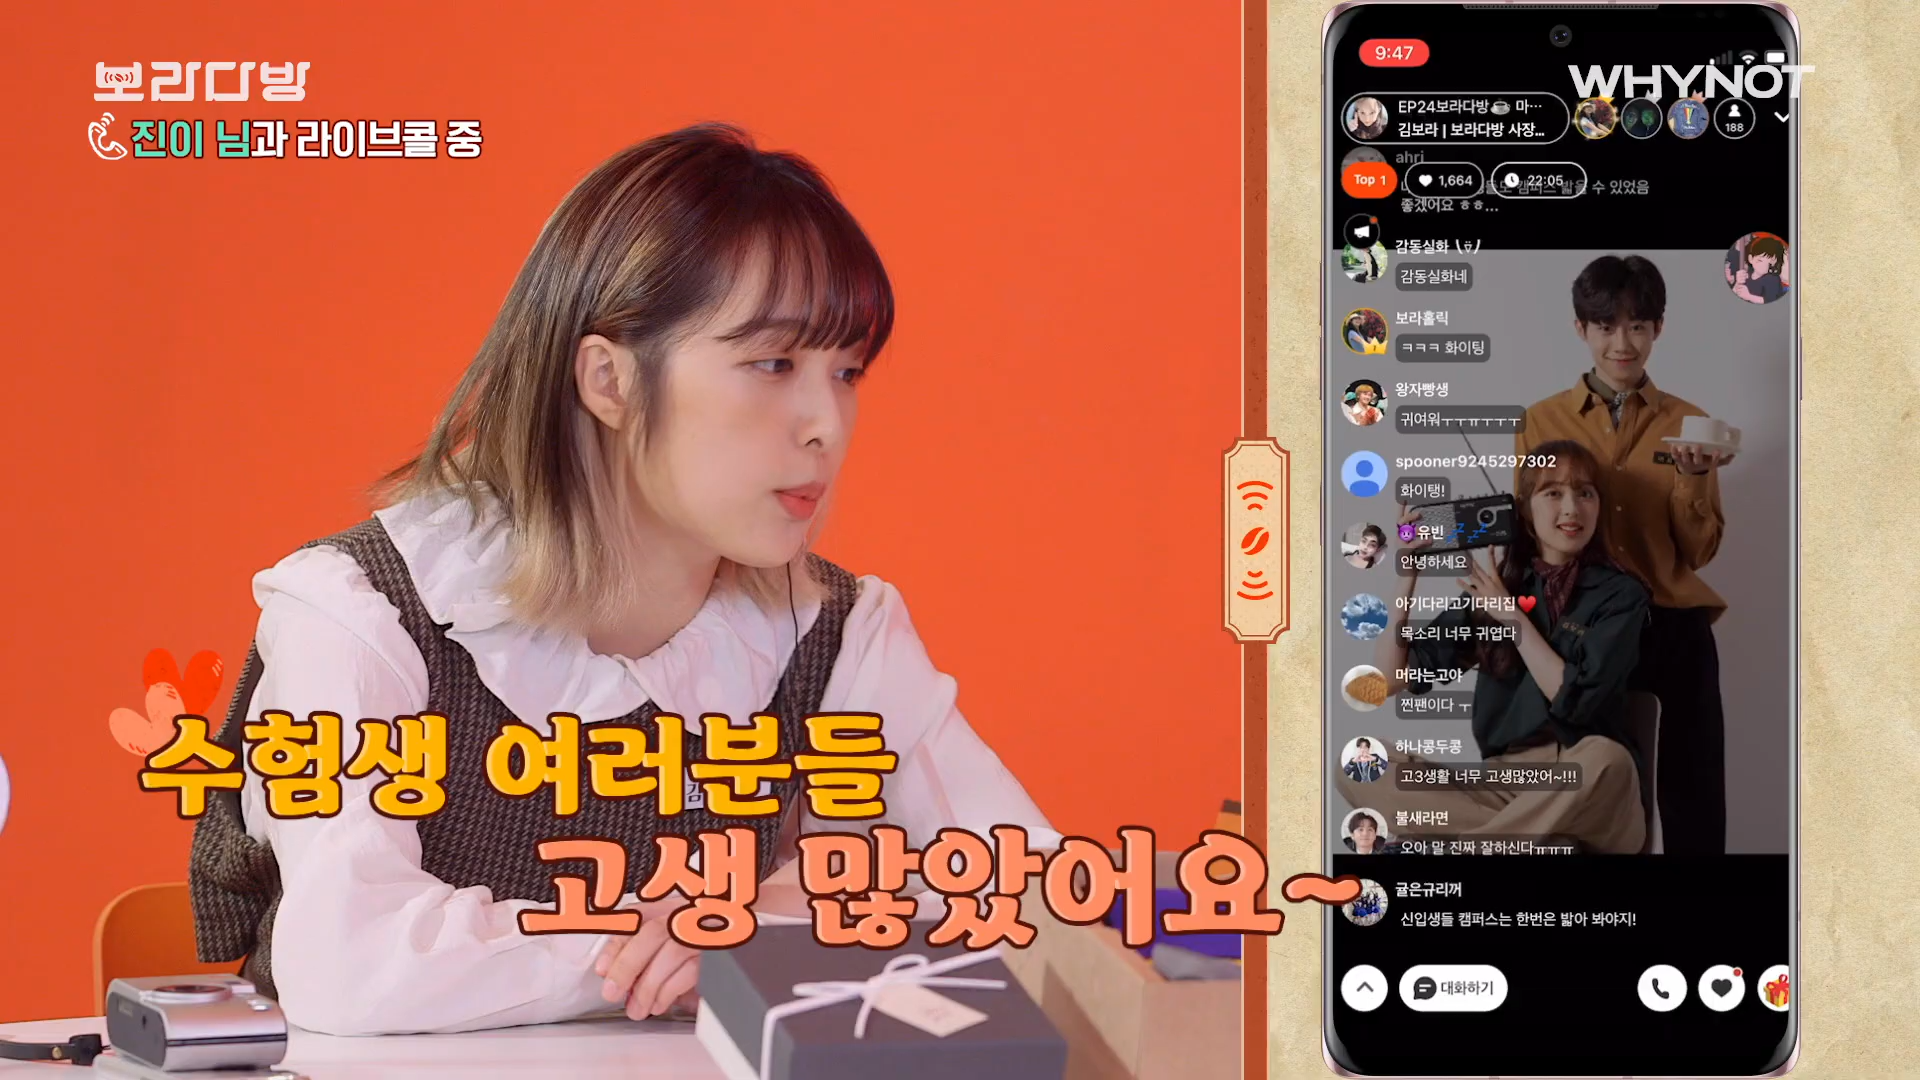 보라다방
진이 님과 라이브콜 중
수험생 여러분들
고생 많았어요~
WHYNOT
9:47
EP24보라다방☕ 마…
김보라 | 보라다방 사장…
188
ahri
Top 1
1,664
22:05
캠퍼스 밟을 수 있었음
좋겠어요 ㅎㅎ...
감동실화
감동실화네
보라홀릭
ㅋㅋㅋ 화이팅
왕자빵생
귀여워ㅜㅜㅠㅜㅜㅜ
spooner9245297302
화이탱!
😈유빈💤💤
안녕하세요
아기다리고기다리집❤️
목소리 너무 귀엽다
머라는고야
찐팬이다 ㅜ
하나콩두콩
고3생활 너무 고생많았어~!!!
불새라면
오아 말 진짜 잘하신다ㅠㅠㅠ
귤은규리꺼
신입생들 캠퍼스는 한번은 밟아 봐야지!
대화하기